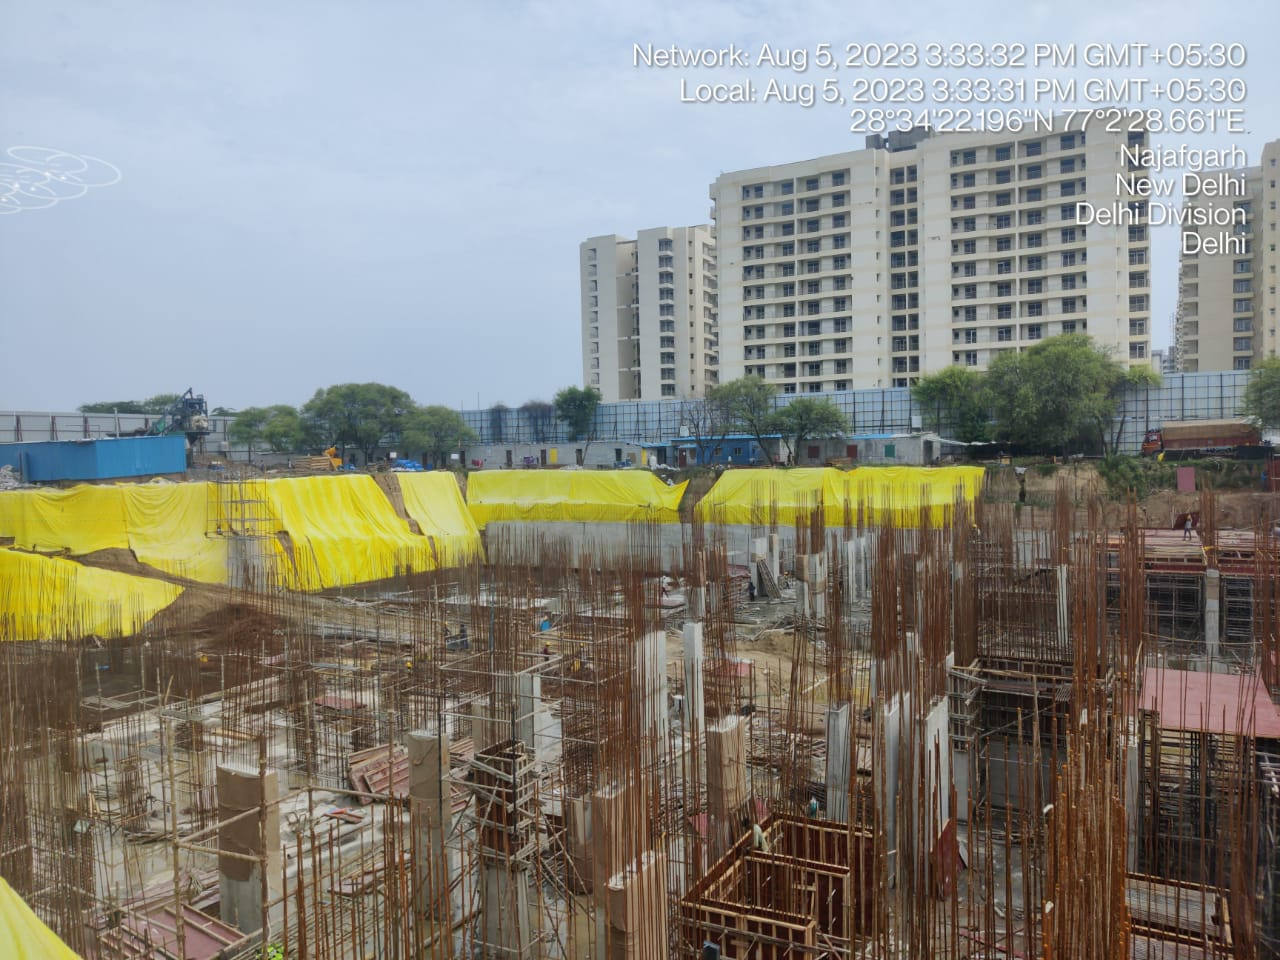 Network: Aug 5, 2023 3:33:32 PM GMT+05:30
Local: Aug 5, 2023 3:33:31 PM GMT+05:30
28°34'22.196"N 77°2'28.661"E
Najafgarh
New Delhi
Delhi Division
Delhi